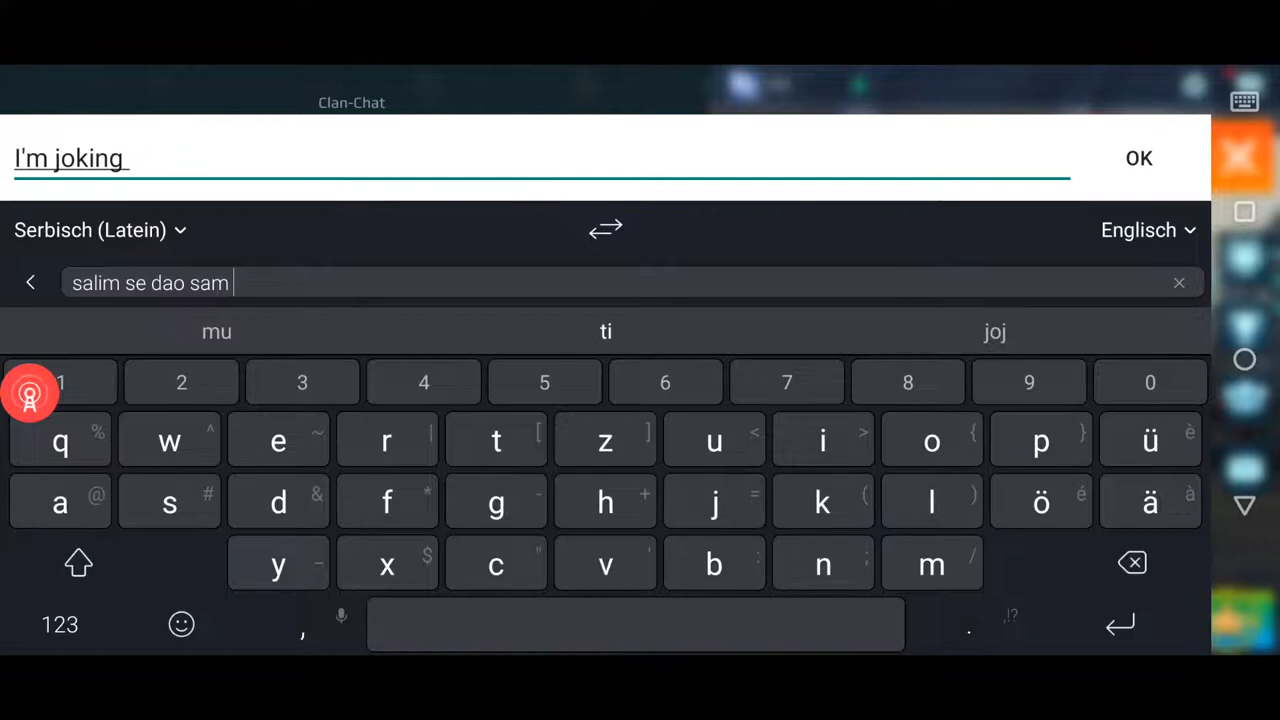 Clan-Chat
I'm joking
OK
Serbisch (Latein)
Englisch
salim se dao sam
mu ti joj
1 2 3 4 5 6 7 8 9 0
q % w ^ e ~ r | t [ z ] u < i > o { p } ü è
a @ s # d & f * g - h + j = k ( l ) ö é ä à
y _ x $ c " v ' b : n ; m /
123 , . ,!?